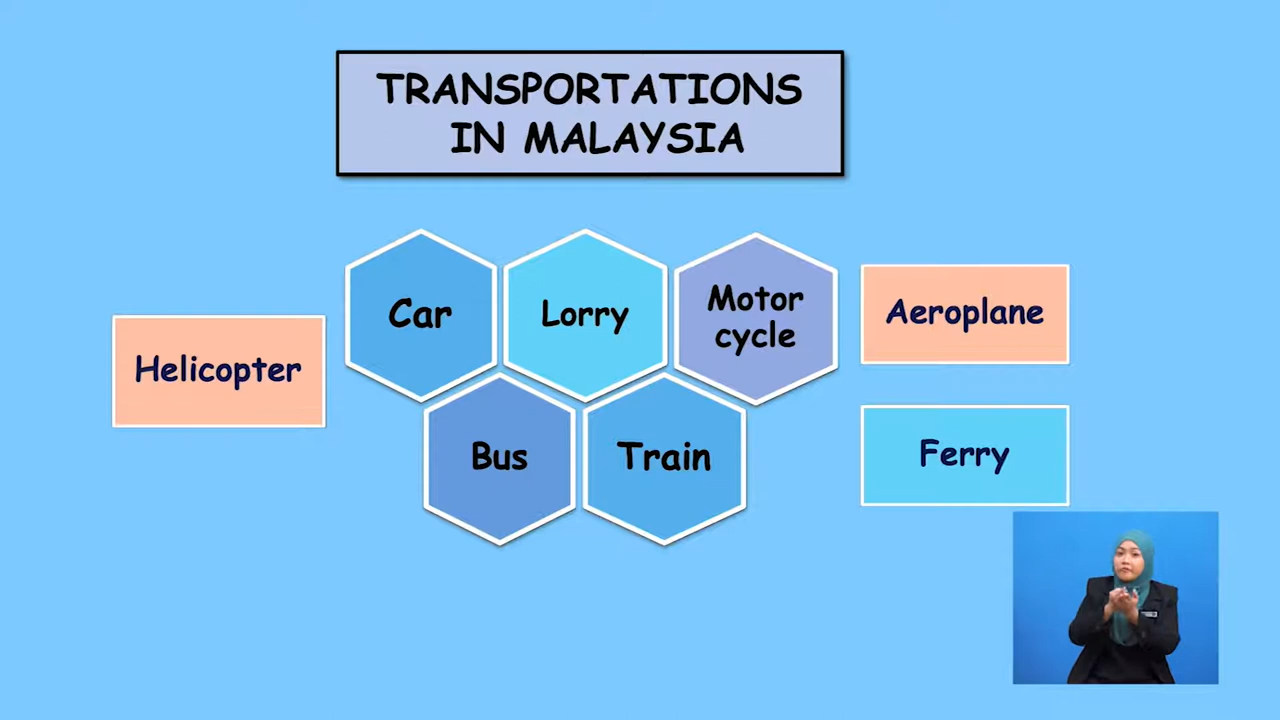 TRANSPORTATIONS
IN MALAYSIA
Helicopter
Car
Lorry
Motor
cycle
Aeroplane
Bus
Train
Ferry